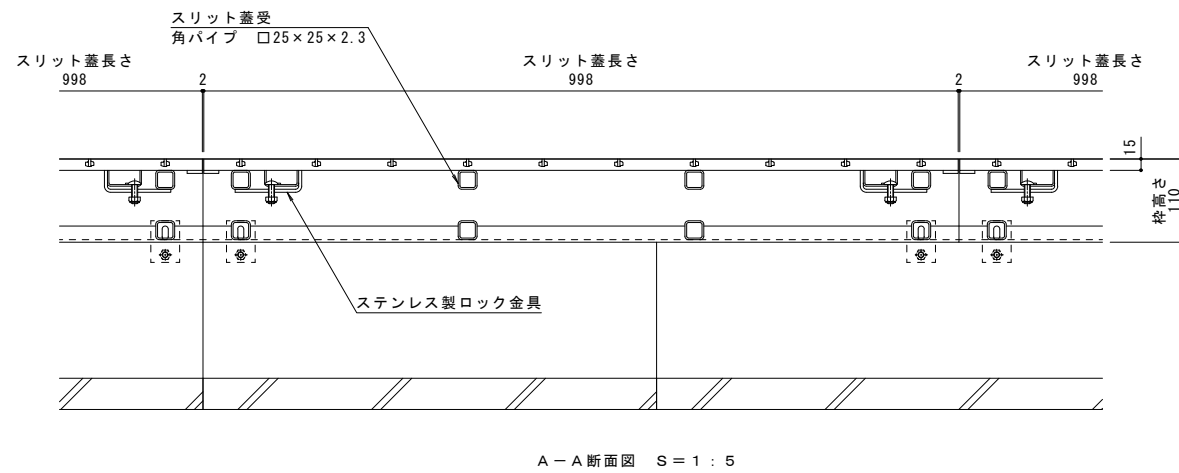 スリット蓋受
角パイプ 口25×25×2.3
スリット蓋長さ
998
2
スリット蓋長さ
998
2
スリット蓋長さ
998
15
枠高さ
110
ステンレス製ロック金具
A－A断面図 S＝1：5